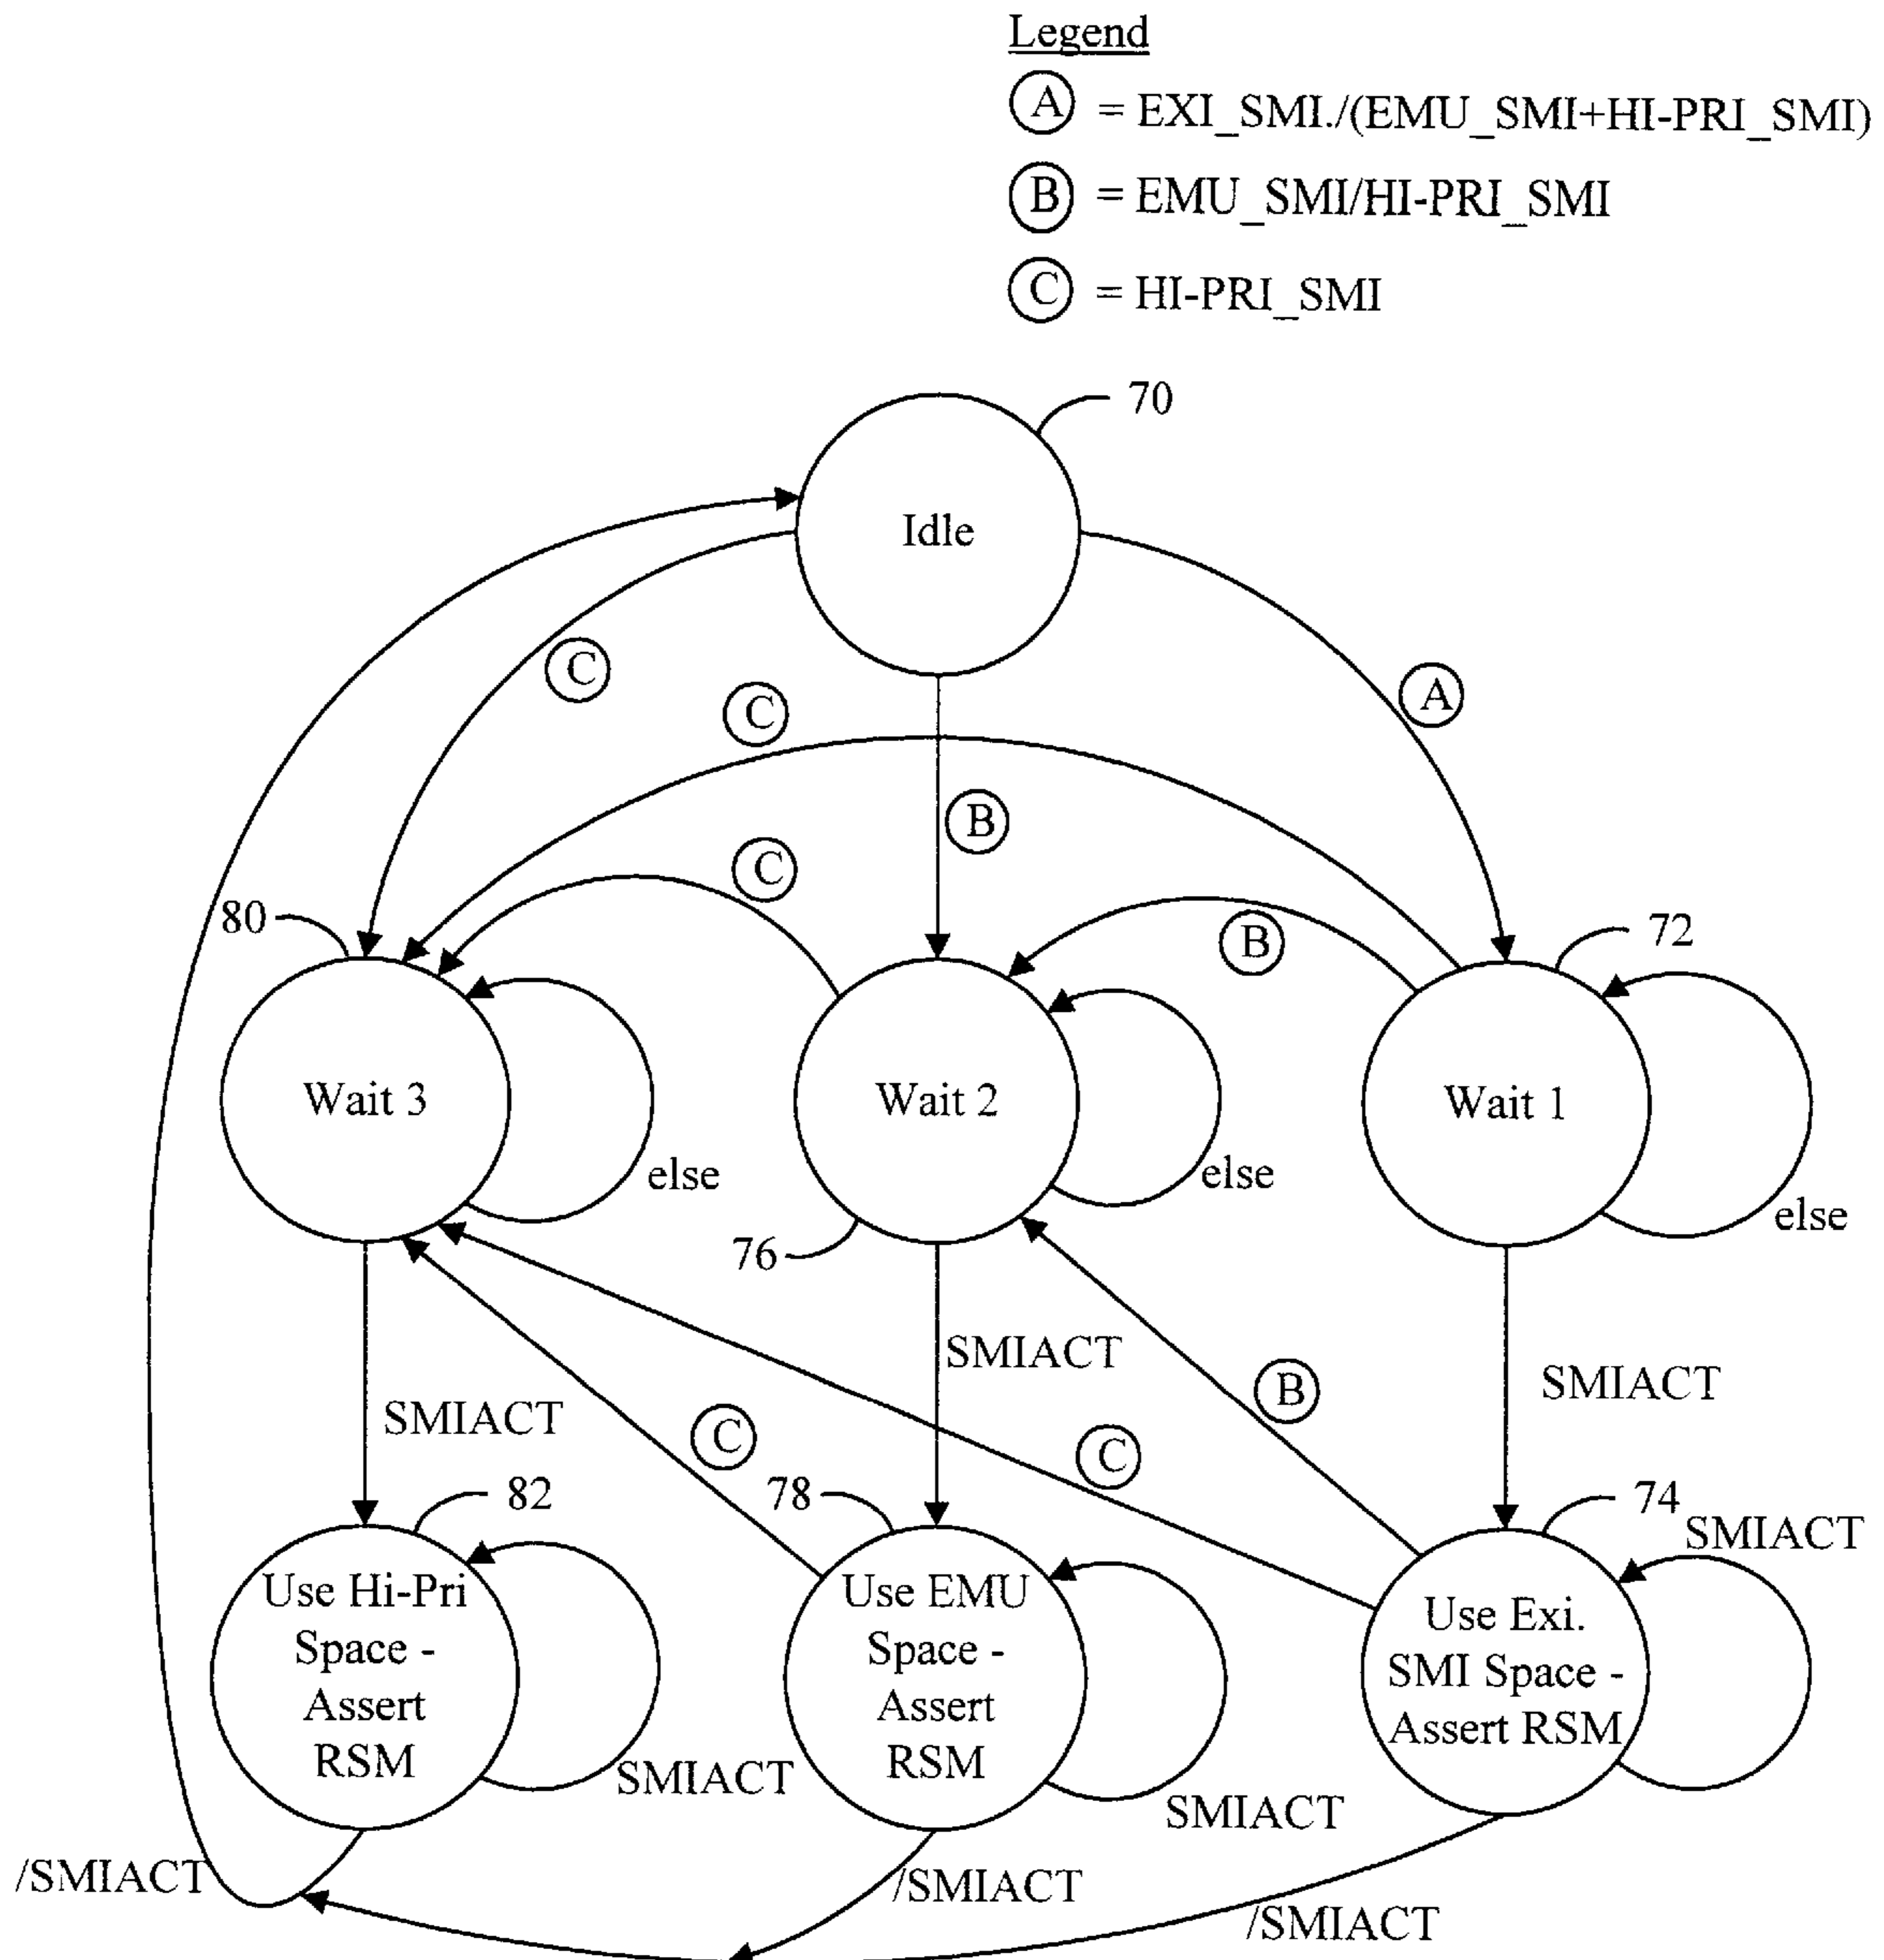 Legend
A = EXI_SMI./(EMU_SMI+HI-PRI_SMI)
B = EMU_SMI/HI-PRI_SMI
C = HI-PRI_SMI
70
Idle
C
C
A
B
C
B
80
72
Wait 3
Wait 2
Wait 1
else
else
else
76
SMIACT
SMIACT
SMIACT
B
C
C
82
78
74
SMIACT
Use Hi-Pri
Space -
Assert
RSM
Use EMU
Space -
Assert
RSM
Use Exi.
SMI Space -
Assert RSM
SMIACT
SMIACT
/SMIACT
/SMIACT
/SMIACT